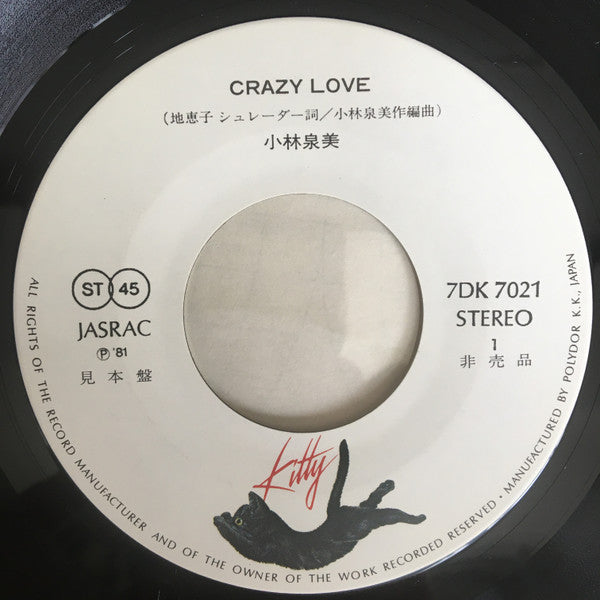 CRAZY LOVE
(地恵子 シュレーダー詞／小林泉美作編曲)
小林泉美
ST 45
JASRAC
Ⓟ '81
見本盤
7DK 7021
STEREO
1
非売品
Kitty
ALL RIGHTS OF THE RECORD MANUFACTURER AND OF THE OWNER OF THE WORK RECORDED RESERVED • MANUFACTURED BY POLYDOR K.K., JAPAN